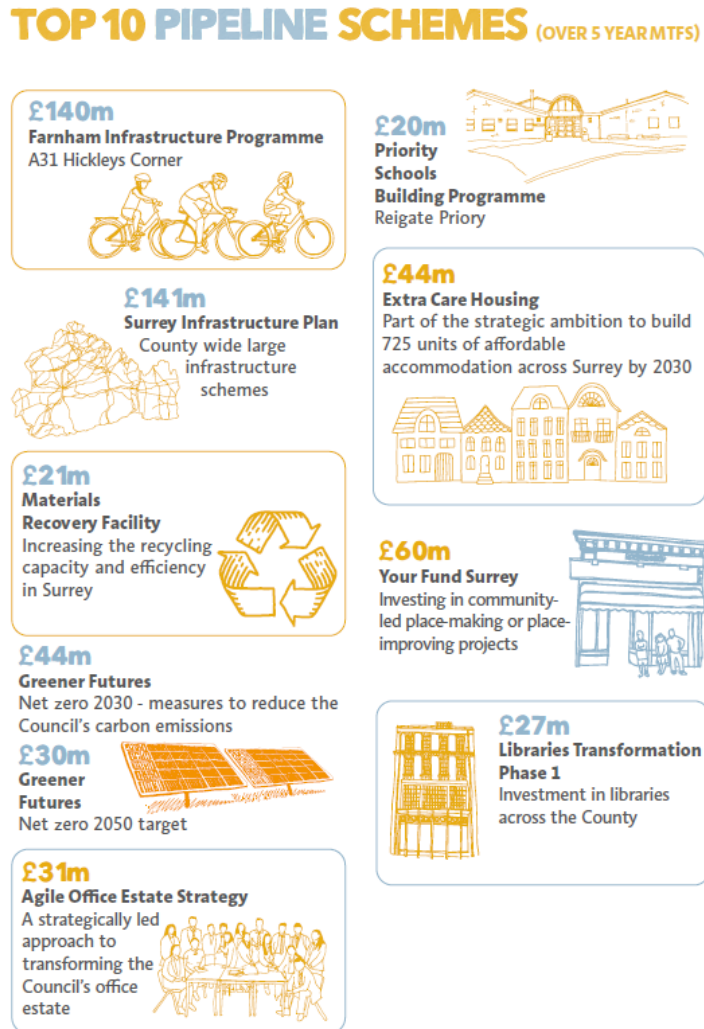 TOP 10 PIPELINE SCHEMES (OVER 5 YEAR MTFS)
£140m
Farnham Infrastructure Programme
A31 Hickleys Corner
£141m
Surrey Infrastructure Plan
County wide large
infrastructure
schemes
£21m
Materials
Recovery Facility
Increasing the recycling
capacity and efficiency
in Surrey
£44m
Greener Futures
Net zero 2030 - measures to reduce the
Council's carbon emissions
£30m
Greener
Futures
Net zero 2050 target
£31m
Agile Office Estate Strategy
A strategically led
approach to
transforming the
Council's office
estate
£20m
Priority
Schools
Building Programme
Reigate Priory
£44m
Extra Care Housing
Part of the strategic ambition to build
725 units of affordable
accommodation across Surrey by 2030
£60m
Your Fund Surrey
Investing in community-
led place-making or place-
improving projects
£27m
Libraries Transformation
Phase 1
Investment in libraries
across the County